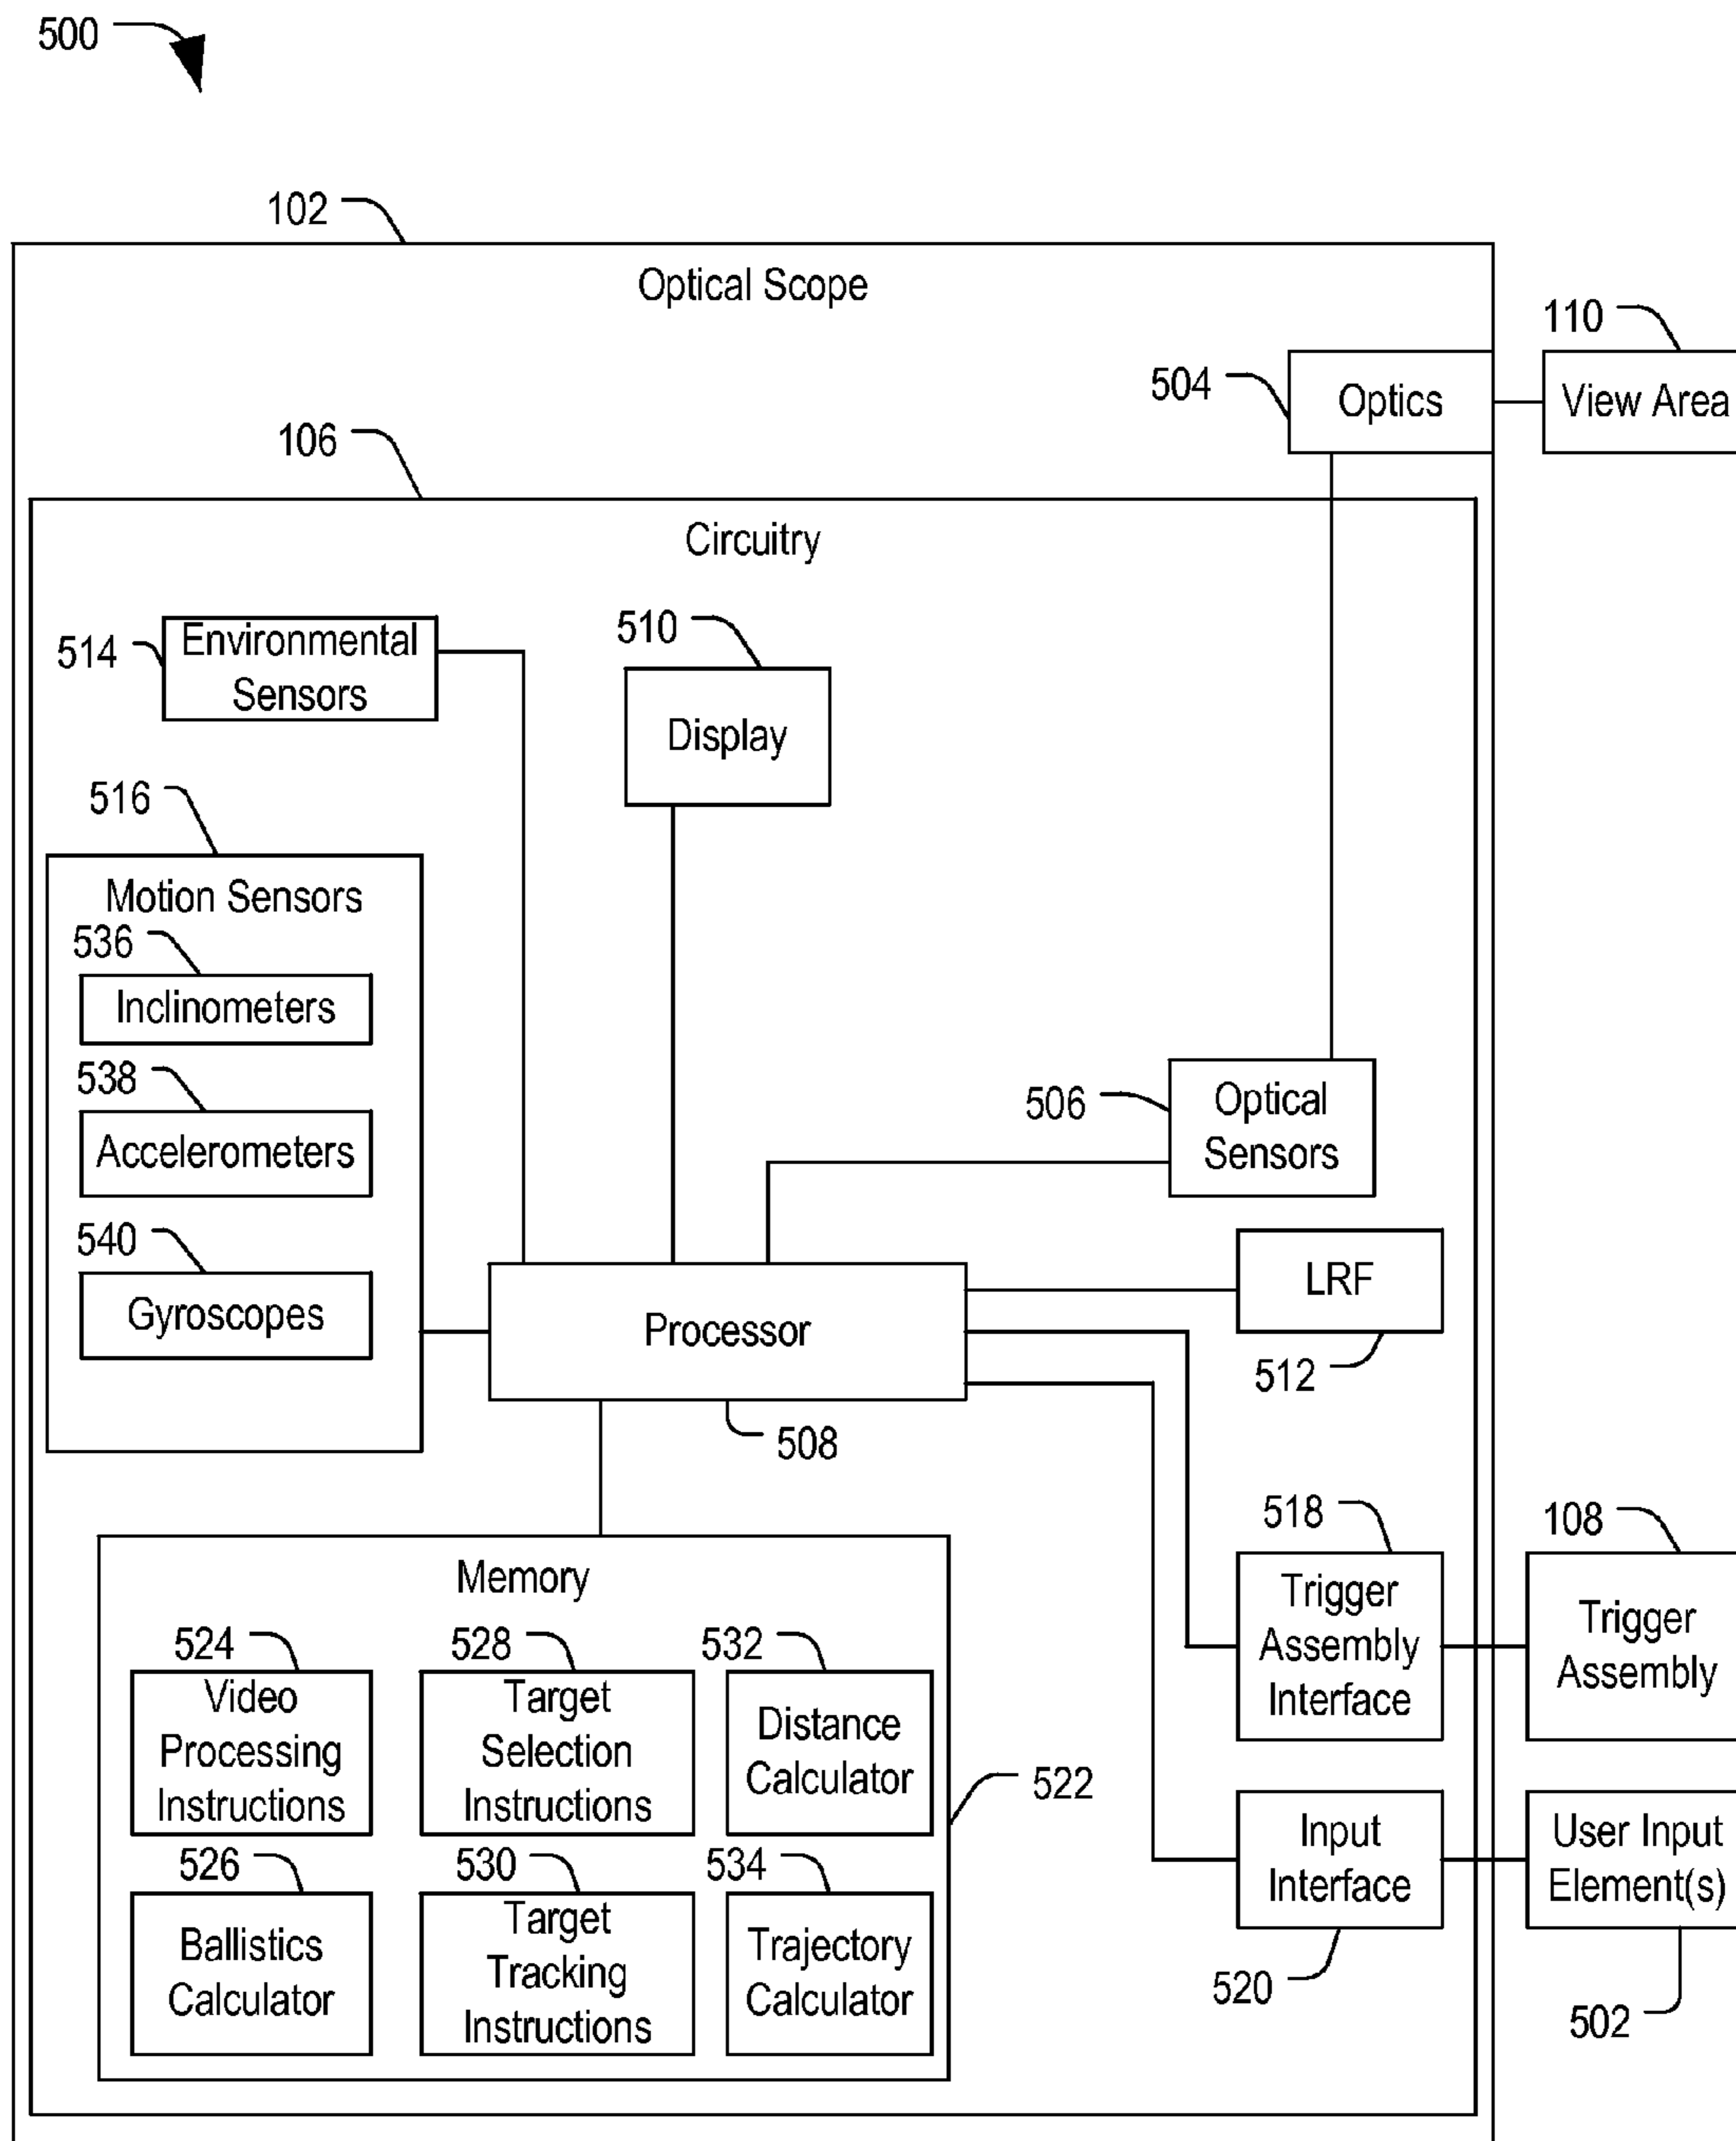 500
102
Optical Scope
110
504
Optics
View Area
106
Circuitry
514
Environmental
Sensors
510
Display
516
Motion Sensors
536
Inclinometers
538
Accelerometers
540
Gyroscopes
506
Optical
Sensors
LRF
512
Processor
508
518
Trigger
Assembly
Interface
108
Trigger
Assembly
Memory
524
Video
Processing
Instructions
528
Target
Selection
Instructions
532
Distance
Calculator
522
526
Ballistics
Calculator
530
Target
Tracking
Instructions
534
Trajectory
Calculator
Input
Interface
520
User Input
Element(s)
502